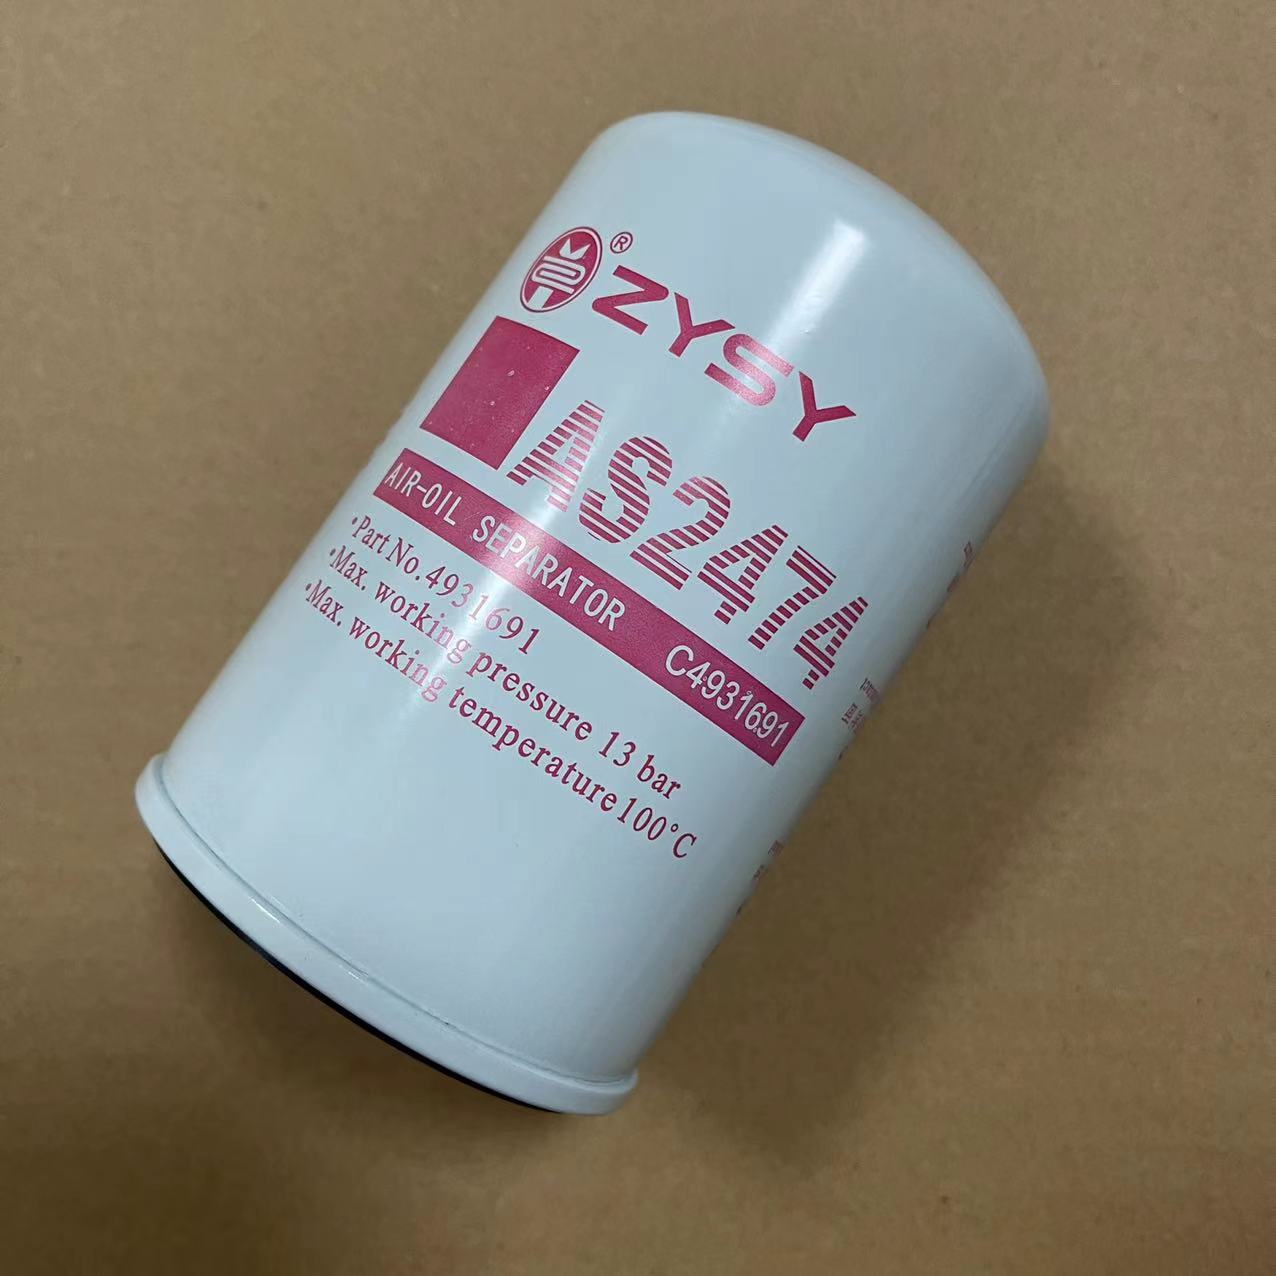 ® ZYSY
AS2474
AIR-OIL SEPARATOR C4931691
·Part No. 4931691
·Max. working pressure 13 bar
·Max. working temperature 100°C